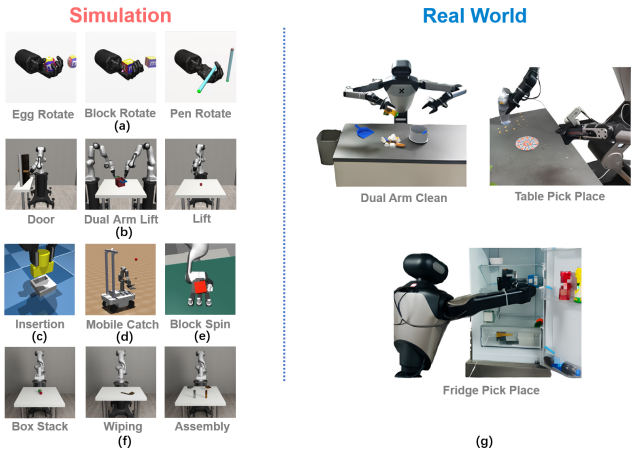 Simulation
Real World
Egg Rotate
Block Rotate
Pen Rotate
(a)
Door
Dual Arm Lift
Lift
(b)
Insertion
Mobile Catch
Block Spin
(c)
(d)
(e)
Box Stack
Wiping
Assembly
(f)
Dual Arm Clean
Table Pick Place
Fridge Pick Place
(g)